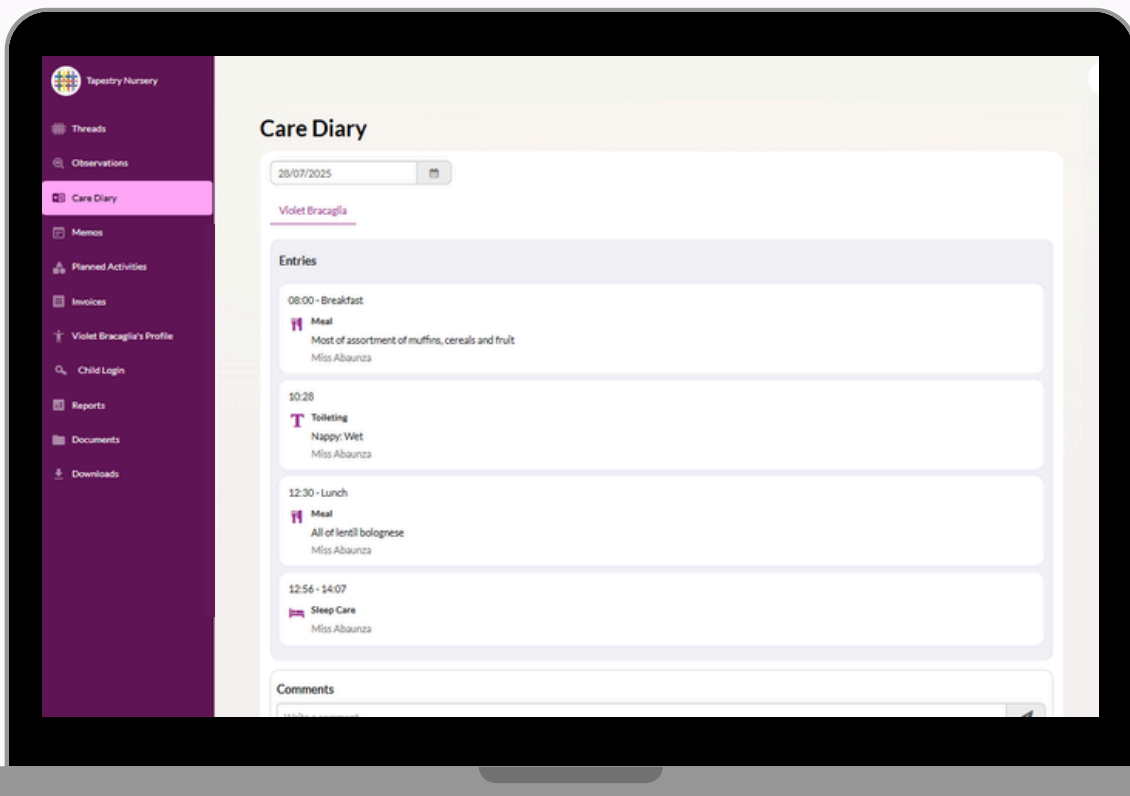 Tapestry Nursery
Threads
Observations
Care Diary
Memos
Planned Activities
Invoices
Violet Bracaglia's Profile
Child Login
Reports
Documents
Downloads
Care Diary
28/07/2025
Violet Bracaglia
Entries
08:00 - Breakfast
Meal
Most of assortment of muffins, cereals and fruit
Miss Abaunza
10:28
T Toileting
Nappy: Wet
Miss Abaunza
12:30 - Lunch
Meal
All of lentil bolognese
Miss Abaunza
12:56 - 14:07
Sleep Care
Miss Abaunza
Comments
Write a comment